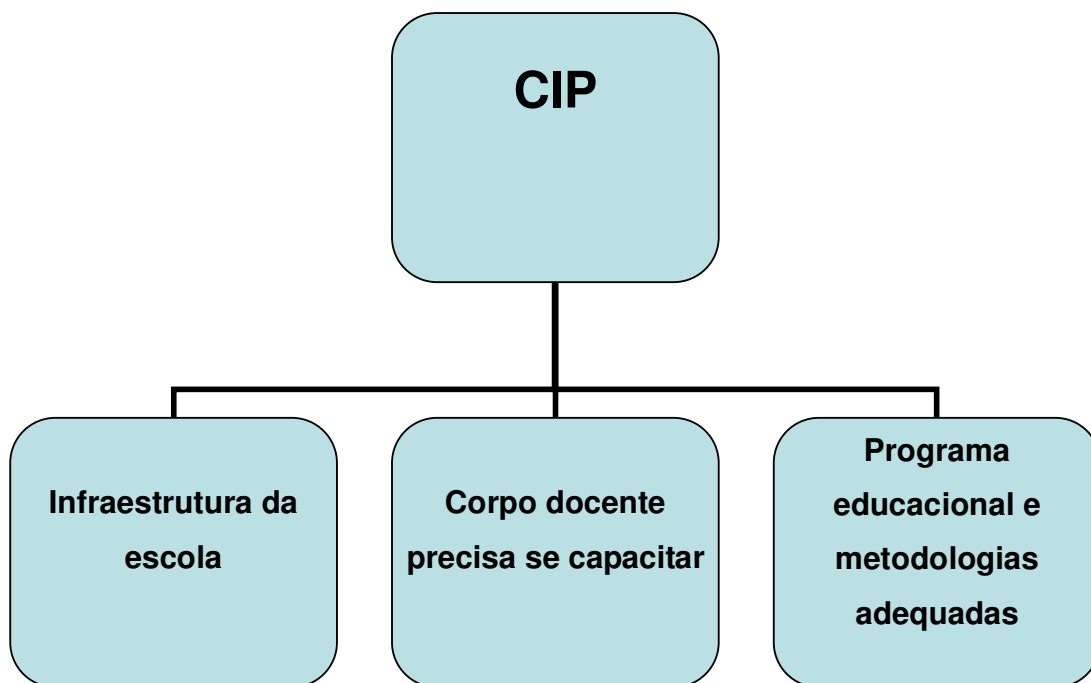 CIP
Infraestrutura da
escola
Corpo docente
precisa se capacitar
Programa
educacional e
metodologias
adequadas